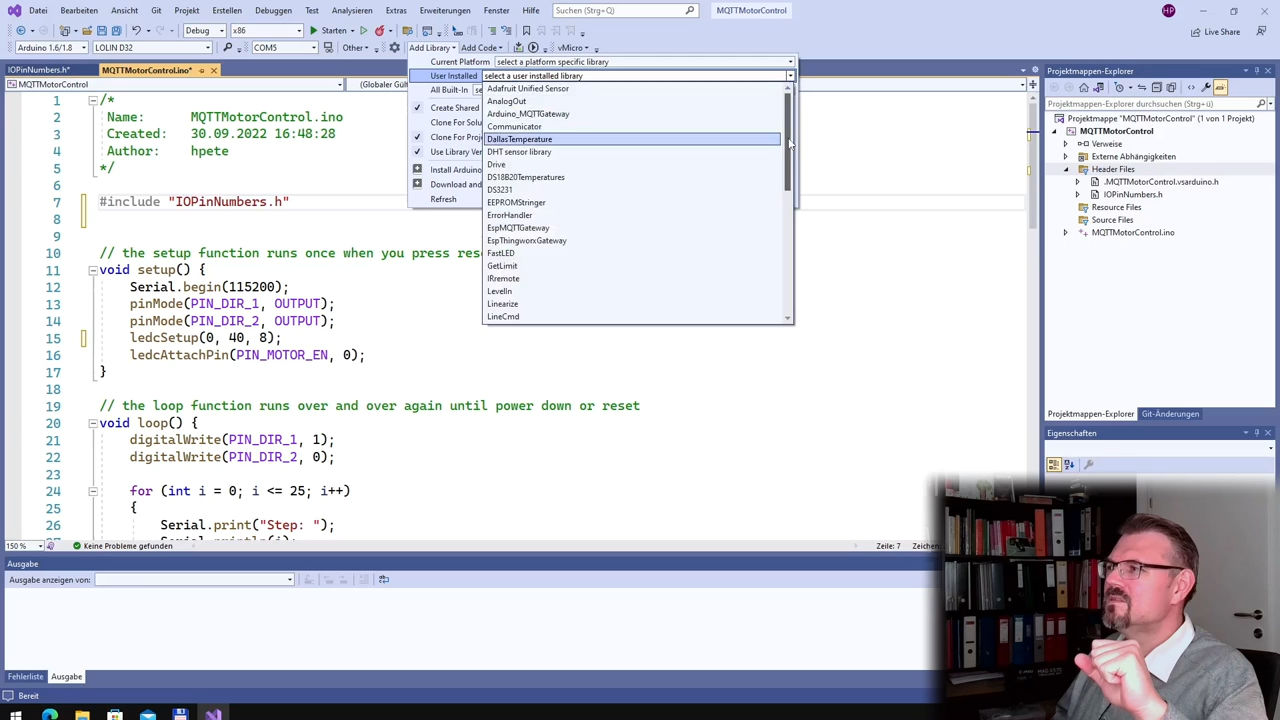 Datei Bearbeiten Ansicht Git Projekt Erstellen Debuggen Test Analysieren Extras Erweiterungen Fenster Hilfe Suchen (Strg+Q) MQTTMotorControl HP
Debug x86 Starten Live Share
Arduino 1.6/1.8 LOLIN D32 COM5 Other Add Library Add Code vMicro
Current Platform select a platform specific library
IOPinNumbers.h* MQTTMotorControl.ino* User Installed select a user installed library Projektmappen-Explorer
MQTTMotorControl (Globaler Gül All Built-In se
Adafruit Unified Sensor
AnalogOut
Arduino_MQTTGateway
Communicator
DallasTemperature
DHT sensor library
Drive
DS18B20Temperatures
DS3231
EEPROMStringer
ErrorHandler
EspMQTTGateway
EspThingworxGateway
FastLED
GetLimit
IRremote
LevelIn
Linearize
LineCmd
Create Shared
Clone For Solu
Clone For Proje
Use Library Ver
Install Arduino
Download and
Refresh
1 /*
2 Name: MQTTMotorControl.ino
3 Created: 30.09.2022 16:48:28
4 Author: hpete
5 */
6
7 #include "IOPinNumbers.h"
8
9
10 // the setup function runs once when you press res
11 void setup() {
12 Serial.begin(115200);
13 pinMode(PIN_DIR_1, OUTPUT);
14 pinMode(PIN_DIR_2, OUTPUT);
15 ledcSetup(0, 40, 8);
16 ledcAttachPin(PIN_MOTOR_EN, 0);
17 }
18
19 // the loop function runs over and over again until power down or reset
20 void loop() {
21 digitalWrite(PIN_DIR_1, 1);
22 digitalWrite(PIN_DIR_2, 0);
23
24 for (int i = 0; i <= 25; i++)
25 {
26 Serial.print("Step: ");
Projektmappen-Explorer durchsuchen (Strg+ü)
Projektmappe "MQTTMotorControl" (1 von 1 Projekt)
MQTTMotorControl
Verweise
Externe Abhängigkeiten
Header Files
.MQTTMotorControl.vsarduino.h
IOPinNumbers.h
Resource Files
Source Files
MQTTMotorControl.ino
Projektmappen-Explorer Git-Änderungen
Eigenschaften
150 % Keine Probleme gefunden Zeile: 7 Zeichen:
Ausgabe
Ausgabe anzeigen von:
Fehlerliste Ausgabe
Bereit